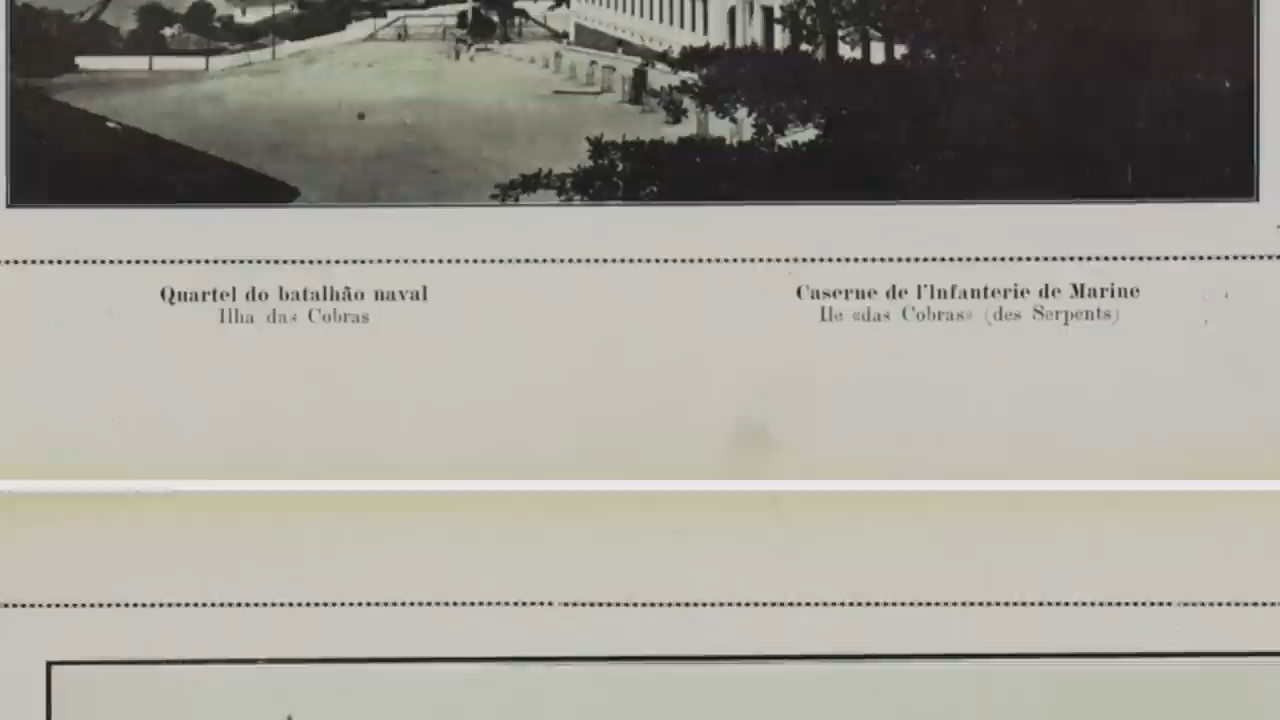 Quartel do batalhão naval
Ilha das Cobras
Caserne de l'Infanterie de Marine
Ile «das Cobras» (des Serpents)